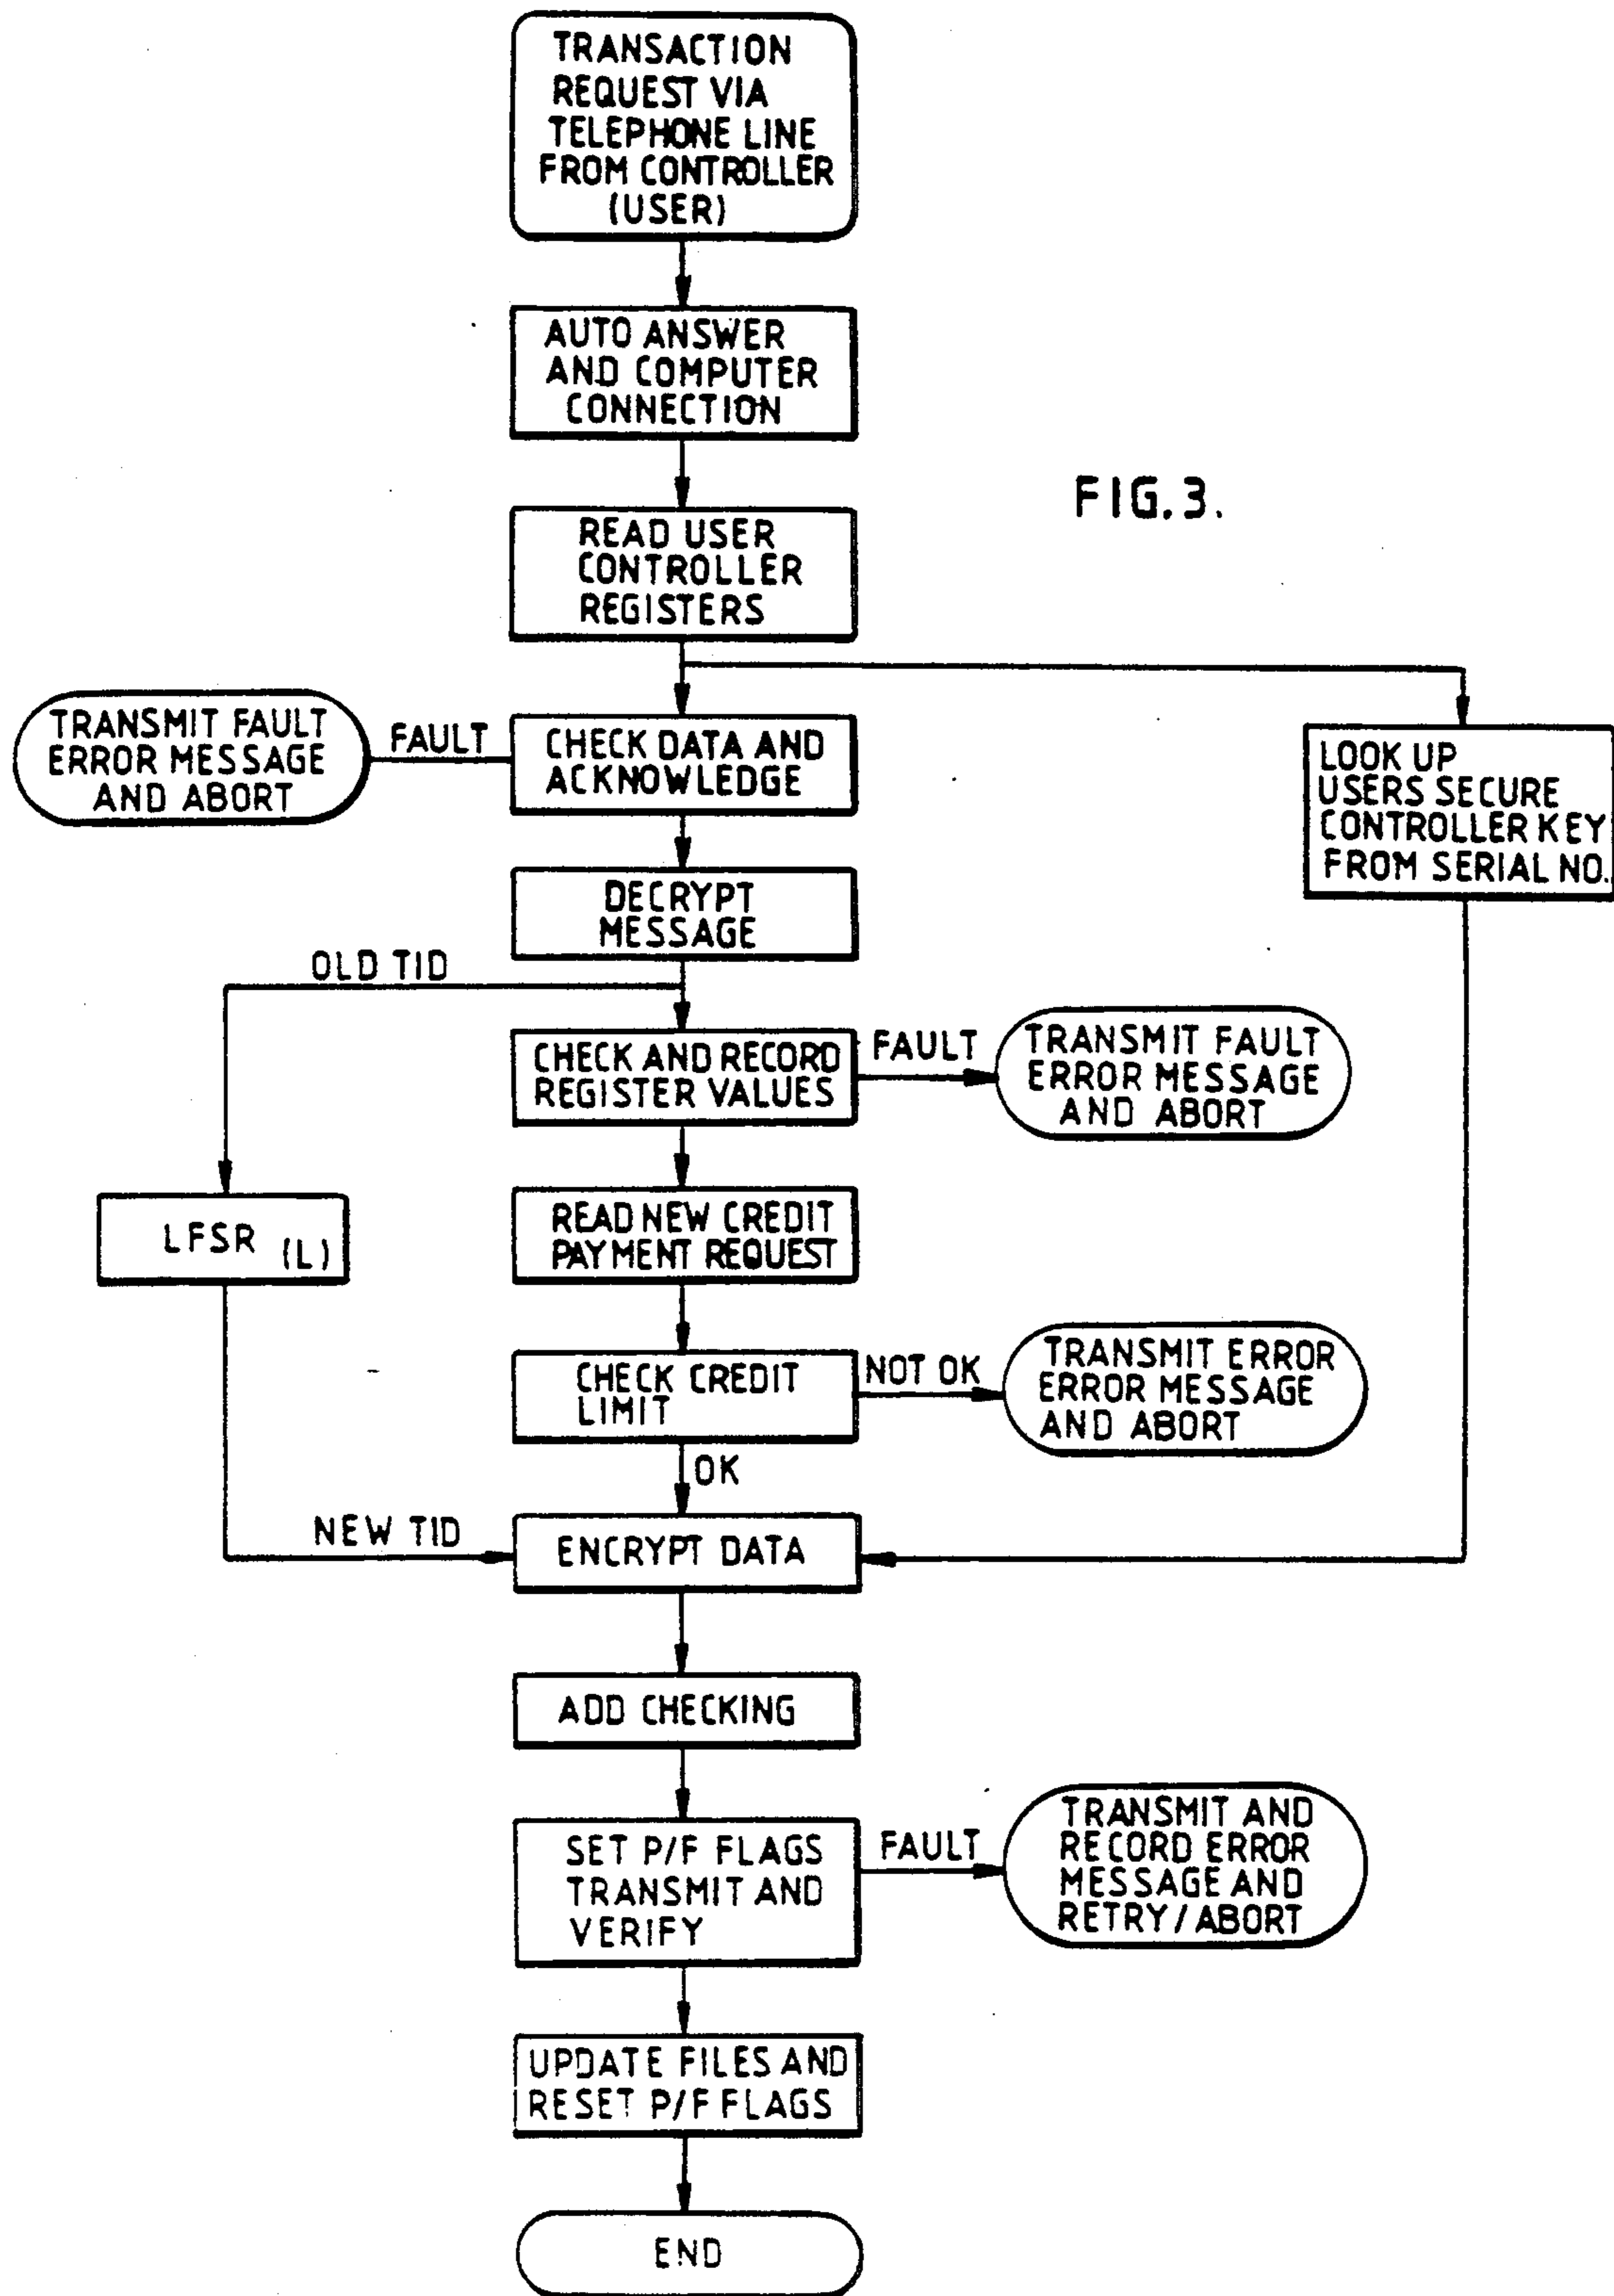 TRANSACTION
REQUEST VIA
TELEPHONE LINE
FROM CONTROLLER
(USER)
AUTO ANSWER
AND COMPUTER
CONNECTION
FIG.3.
READ USER
CONTROLLER
REGISTERS
TRANSMIT FAULT
ERROR MESSAGE
AND ABORT
FAULT
CHECK DATA AND
ACKNOWLEDGE
LOOK UP
USERS SECURE
CONTROLLER KEY
FROM SERIAL NO.
DECRYPT
MESSAGE
OLD TID
CHECK AND RECORD
REGISTER VALUES
FAULT
TRANSMIT FAULT
ERROR MESSAGE
AND ABORT
LFSR (L)
READ NEW CREDIT
PAYMENT REQUEST
CHECK CREDIT
LIMIT
NOT OK
TRANSMIT ERROR
ERROR MESSAGE
AND ABORT
OK
NEW TID
ENCRYPT DATA
ADD CHECKING
SET P/F FLAGS
TRANSMIT AND
VERIFY
FAULT
TRANSMIT AND
RECORD ERROR
MESSAGE AND
RETRY/ABORT
UPDATE FILES AND
RESET P/F FLAGS
END